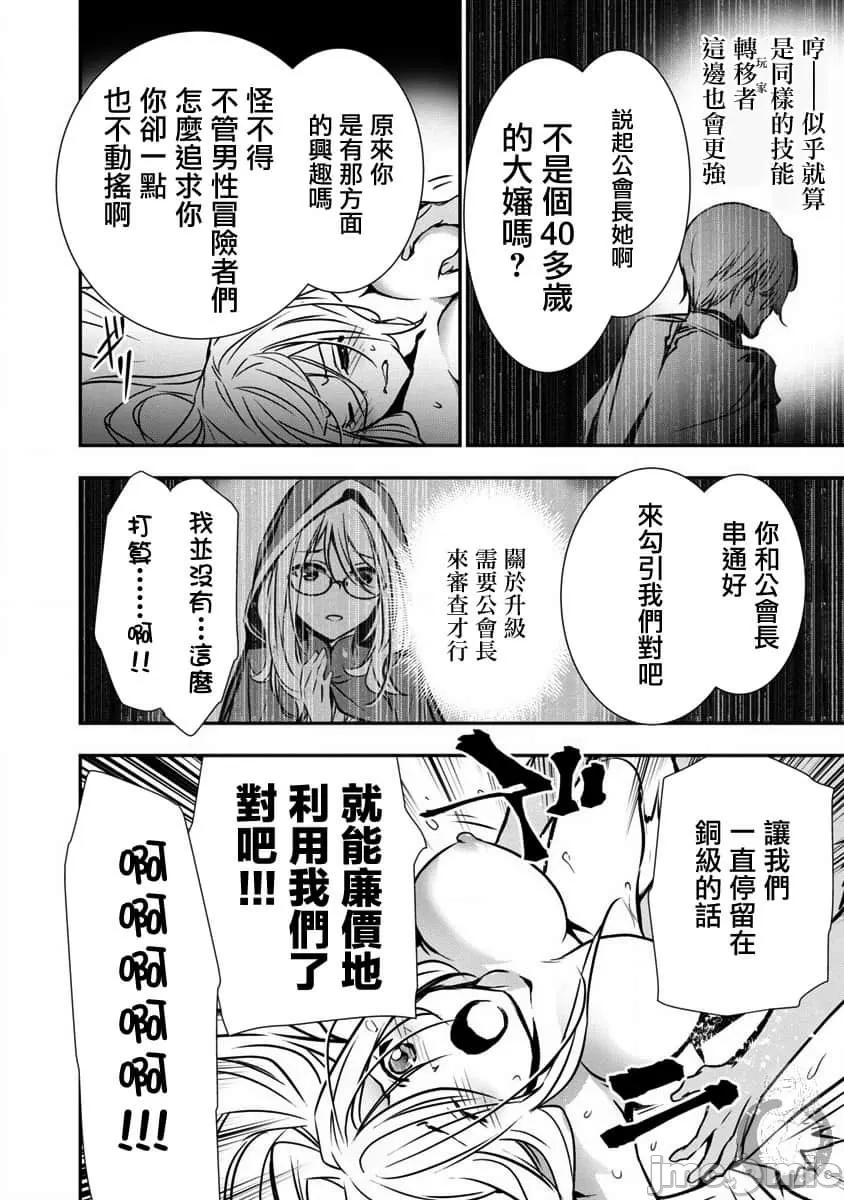 哼——似乎就算
是同樣的技能
轉移者
玩家
這邊也會更強
説起公會長她啊
不是個40多歲
的大嬸嗎？
原來你
是有那方面
的興趣嗎
怪不得
不管男性冒險者們
怎麼追求你
你卻一點
也不動搖啊
你和公會長
串通好
來勾引我們對吧
關於升級
需要公會長
來審查才行
我並沒有…這麼
打算……啊!!
讓我們
一直停留在
銅級的話
就能廉價地
利用我們了
對吧!!!
啊啊啊啊啊!!!
jmcomic